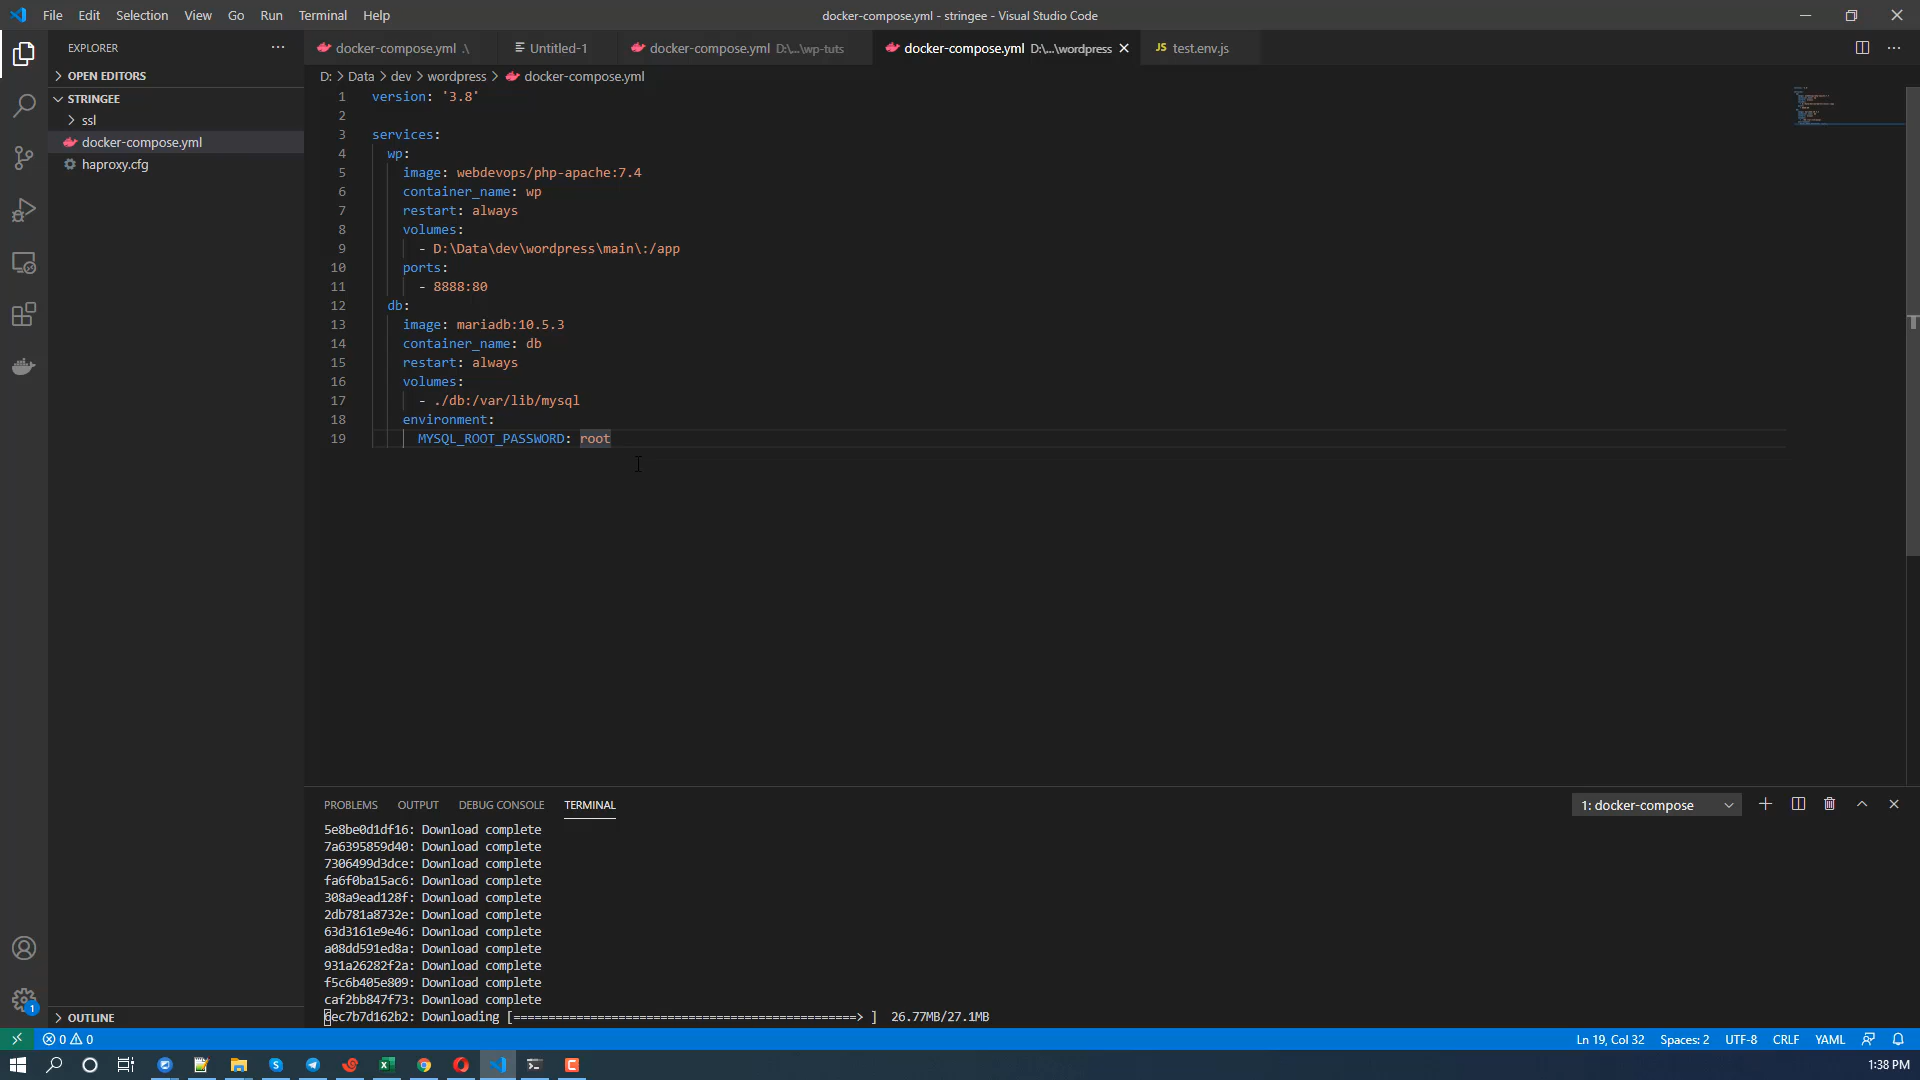 File Edit Selection View Go Run Terminal Help
docker-compose.yml - stringee - Visual Studio Code
EXPLORER
OPEN EDITORS
STRINGEE
ssl
docker-compose.yml
haproxy.cfg
OUTLINE
docker-compose.yml .\
Untitled-1
docker-compose.yml D:\...\wp-tuts
docker-compose.yml D:\...\wordpress
JS test.env.js
D: > Data > dev > wordpress > docker-compose.yml
1 version: '3.8'
2
3 services:
4 wp:
5 image: webdevops/php-apache:7.4
6 container_name: wp
7 restart: always
8 volumes:
9 - D:\Data\dev\wordpress\main\:/app
10 ports:
11 - 8888:80
12 db:
13 image: mariadb:10.5.3
14 container_name: db
15 restart: always
16 volumes:
17 - ./db:/var/lib/mysql
18 environment:
19 MYSQL_ROOT_PASSWORD: root
PROBLEMS OUTPUT DEBUG CONSOLE TERMINAL
1: docker-compose
5e8be0d1df16: Download complete
7a6395859d40: Download complete
7306499d3dce: Download complete
fa6f0ba15ac6: Download complete
308a9ead128f: Download complete
2db781a8732e: Download complete
63d3161e9e46: Download complete
a08dd591ed8a: Download complete
931a26282f2a: Download complete
f5c6b405e809: Download complete
caf2bb847f73: Download complete
Downloading [=================================================> ] 26.77MB/27.1MB
1
0 0
Ln 19, Col 32 Spaces: 2 UTF-8 CRLF YAML
1:38 PM